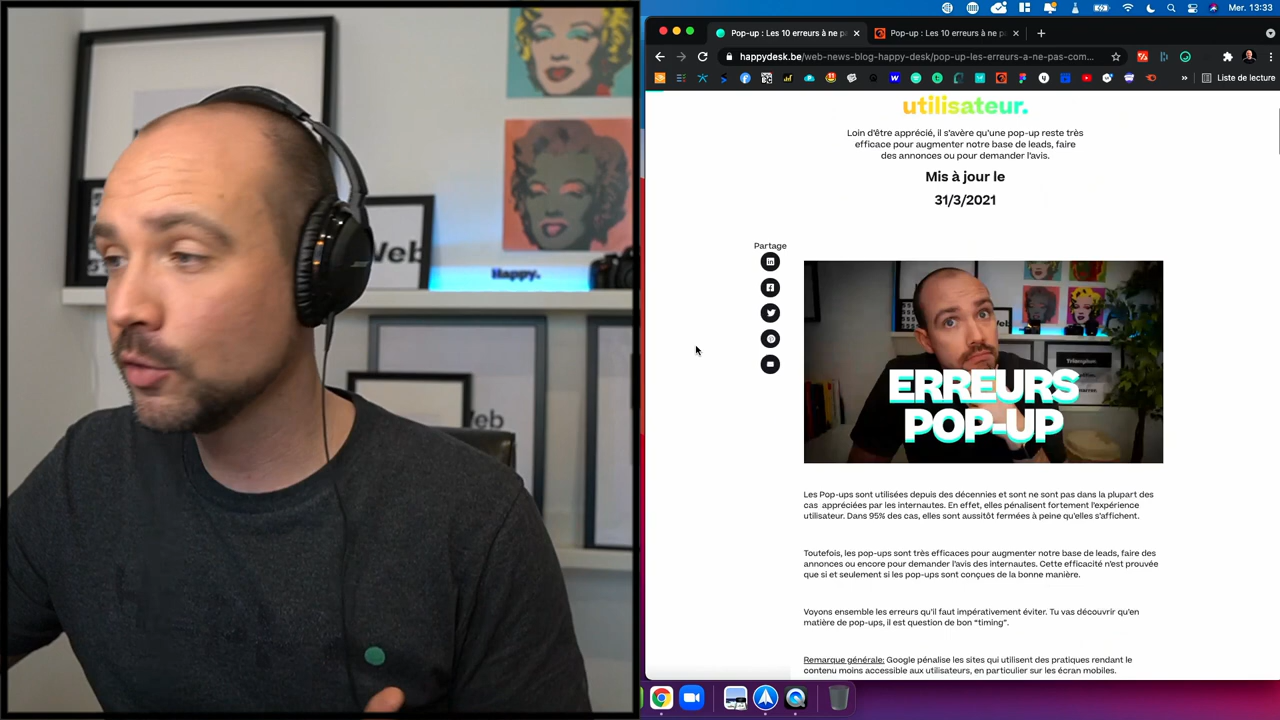 Web
Happy.
eb
Mer. 13:33
Pop-up : Les 10 erreurs à ne pa
Pop-up : Les 10 erreurs à ne pa
happydesk.be/web-news-blog-happy-desk/pop-up-les-erreurs-a-ne-pas-com...
Liste de lecture
utilisateur.
Loin d'être apprécié, il s'avère qu'une pop-up reste très
efficace pour augmenter notre base de leads, faire
des annonces ou pour demander l'avis.
Mis à jour le
31/3/2021
Partage
ERREURS
POP-UP
Les Pop-ups sont utilisées depuis des décennies et sont ne sont pas dans la plupart des
cas appréciées par les internautes. En effet, elles pénalisent fortement l'expérience
utilisateur. Dans 95% des cas, elles sont aussitôt fermées à peine qu'elles s'affichent.
Toutefois, les pop-ups sont très efficaces pour augmenter notre base de leads, faire des
annonces ou encore pour demander l'avis des internautes. Cette efficacité n'est prouvée
que si et seulement si les pop-ups sont conçues de la bonne manière.
Voyons ensemble les erreurs qu'il faut impérativement éviter. Tu vas découvrir qu'en
matière de pop-ups, il est question de bon "timing".
Remarque générale: Google pénalise les sites qui utilisent des pratiques rendant le
contenu moins accessible aux utilisateurs, en particulier sur les écran mobiles.